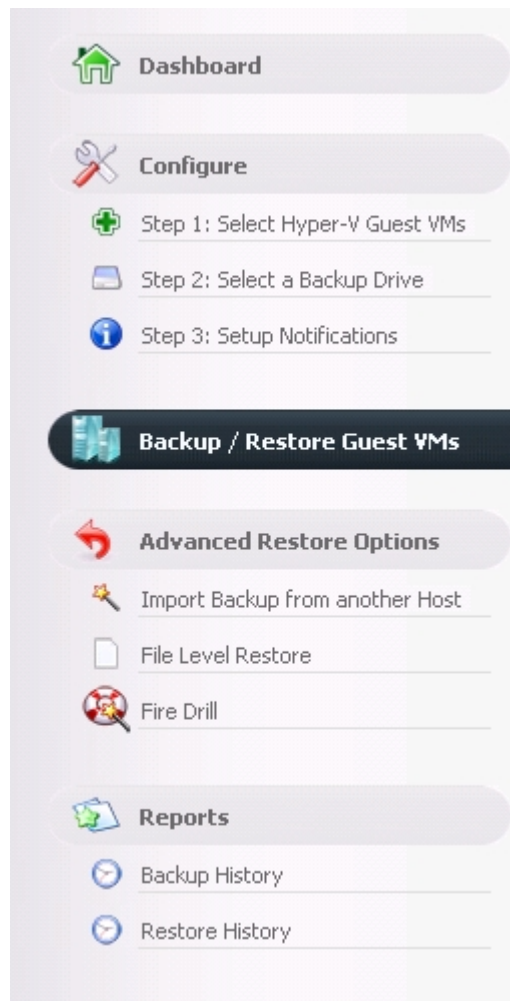 Dashboard
Configure
Step 1: Select Hyper-V Guest VMs
Step 2: Select a Backup Drive
Step 3: Setup Notifications
Backup / Restore Guest VMs
Advanced Restore Options
Import Backup from another Host
File Level Restore
Fire Drill
Reports
Backup History
Restore History